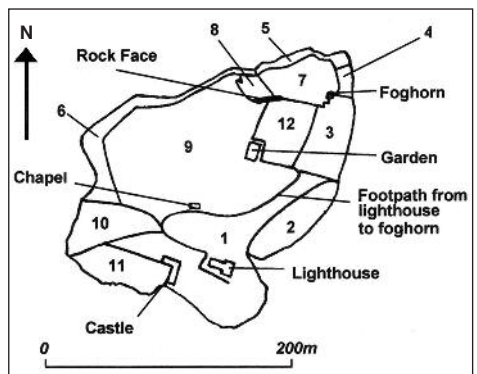 N
8
5
4
Rock Face
7
Foghorn
6
12
3
9
Garden
Chapel
Footpath from
lighthouse
to foghorn
10
2
1
11
Lighthouse
Castle
0
200m